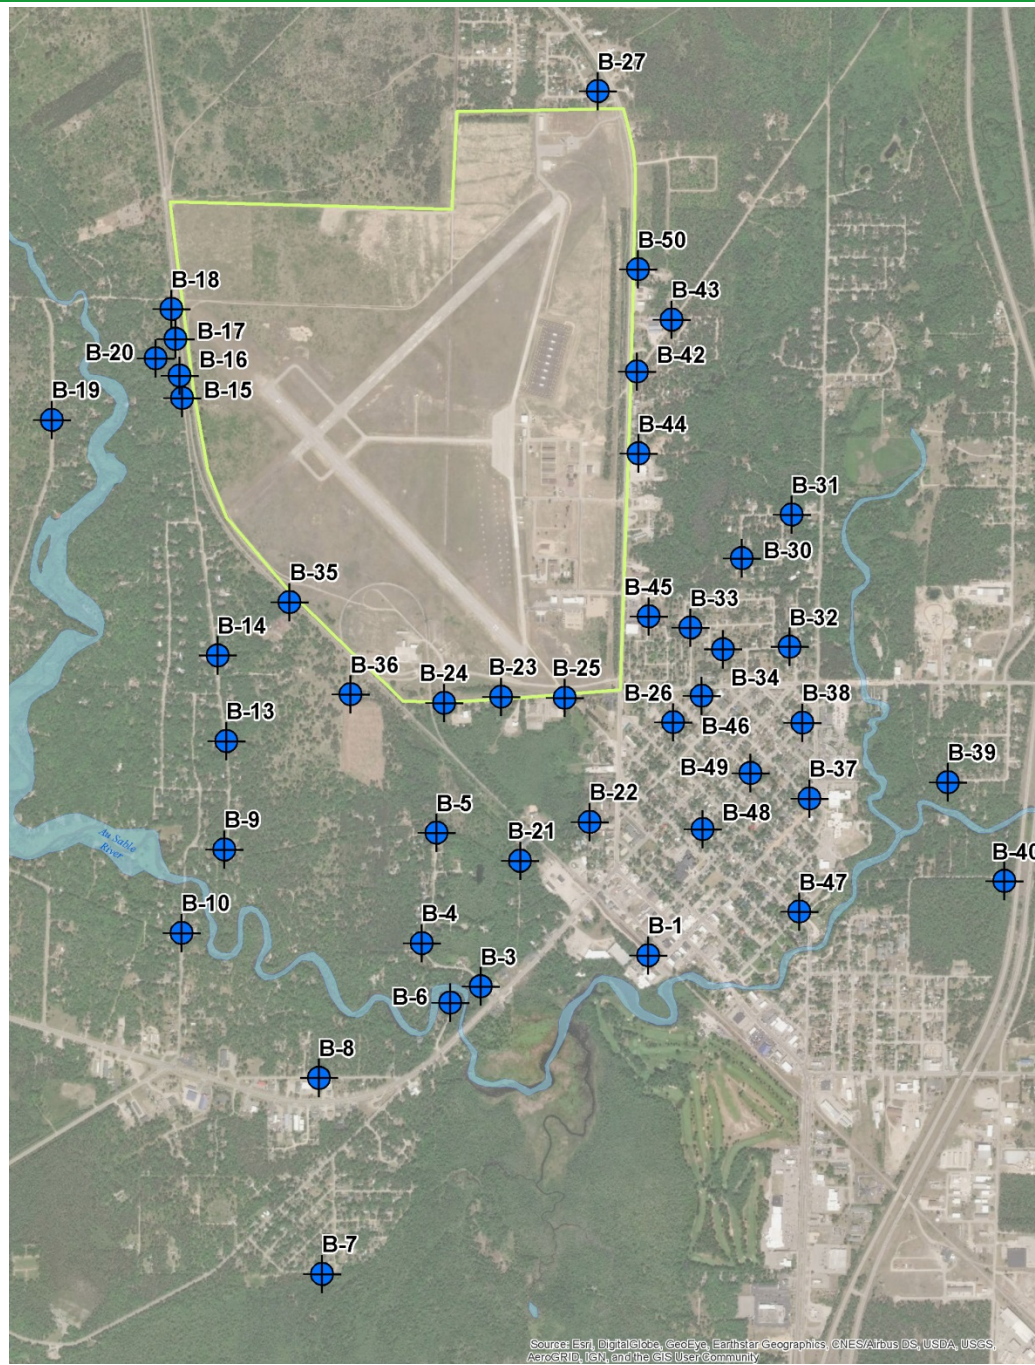 B-27
B-50
B-18
B-43
B-17
B-20
B-16
B-42
B-15
B-19
B-44
B-31
B-30
B-35
B-45
B-33
B-14
B-32
B-36
B-24
B-23
B-25
B-34
B-26
B-38
B-13
B-46
B-39
B-49
B-37
B-5
B-22
B-9
B-48
Au Sable
River
B-21
B-40
B-10
B-47
B-4
B-1
B-3
B-6
B-8
B-7
Source: Esri, DigitalGlobe, GeoEye, Earthstar Geographics, CNES/Airbus DS, USDA, USGS,
AeroGRID, IGN, and the GIS User Community